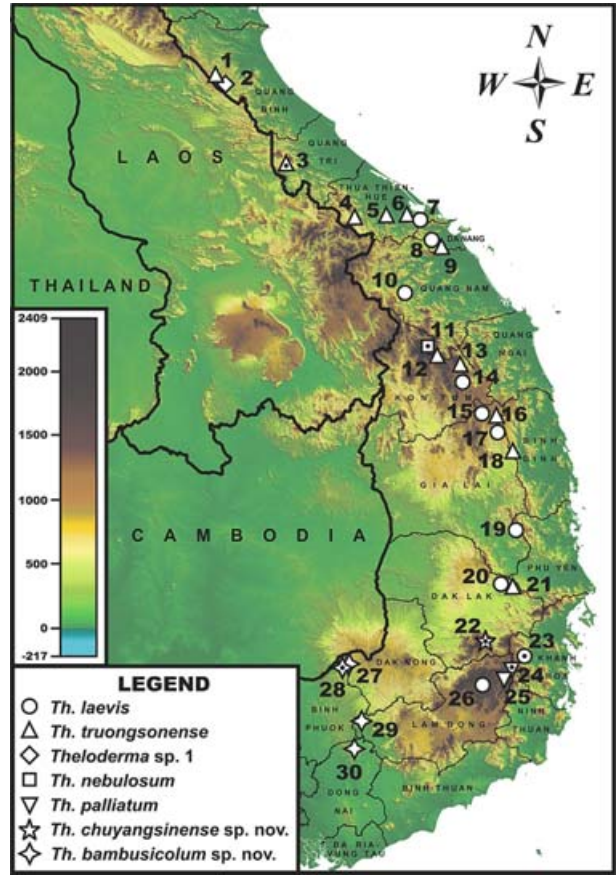 N
W E
S
1
2
QUANG BINH
LAOS
QUANG TRI
3
THUA THIEN-HUE
4
5
6
7
8
DANANG
9
THAILAND
10
QUANG NAM
11
12
13
QUANG NGAI
14
KON TUM
15
16
17
BINH DINH
18
GIA LAI
CAMBODIA
19
PHU YEN
20
21
DAK LAK
22
23
KHANH HOA
24
25
26
DAK NONG
27
28
BINH PHUOK
LAM DONG
NINH THUAN
29
30
BINH THUAN
DONG NAI
BA RIA-VUNG TAU
2409
2000
1500
1000
500
0
-217
LEGEND
Th. laevis
Th. truongsonense
Theloderma sp. 1
Th. nebulosum
Th. palliatum
Th. chuyangsinense sp. nov.
Th. bambusicolum sp. nov.